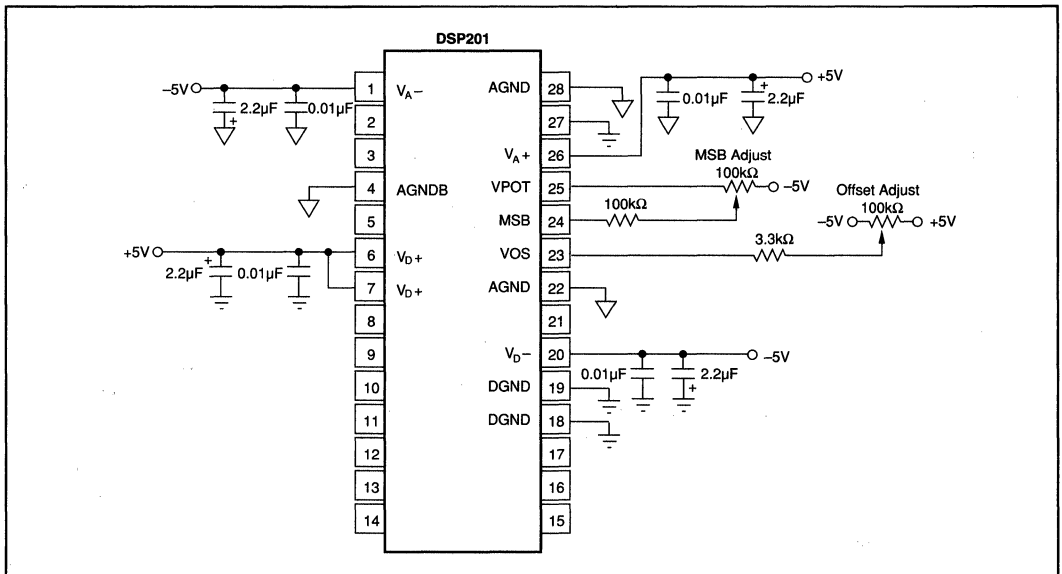 DSP201
–5V
2.2µF
+
0.01µF
1 V_A–
2
3
4 AGNDB
5
+5V
+
2.2µF
0.01µF
6 V_D+
7 V_D+
8
9
10
11
12
13
14
AGND 28
27
V_A+ 26
VPOT 25
MSB 24
VOS 23
AGND 22
21
V_D– 20
DGND 19
DGND 18
17
16
15
0.01µF
+
2.2µF
+5V
MSB Adjust
100kΩ
–5V
100kΩ
Offset Adjust
100kΩ
–5V
+5V
3.3kΩ
0.01µF
2.2µF
+
–5V